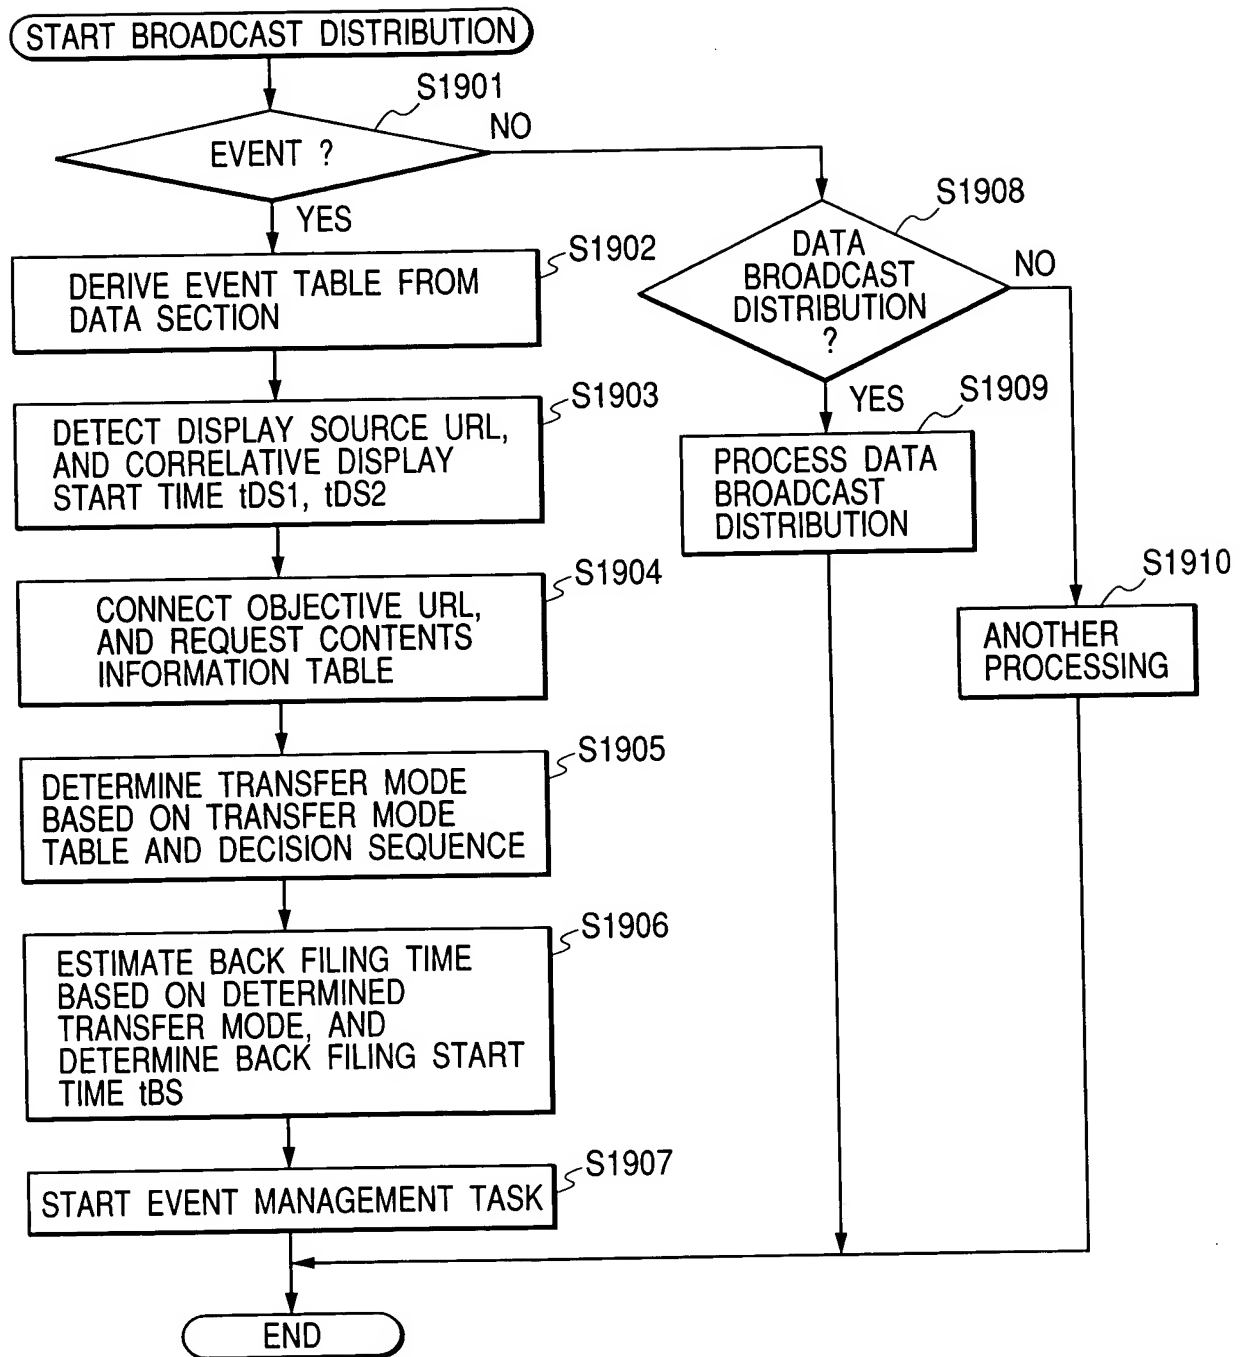 START BROADCAST DISTRIBUTION
S1901
EVENT ?
NO
YES
S1902
DERIVE EVENT TABLE FROM
DATA SECTION
S1903
DETECT DISPLAY SOURCE URL,
AND CORRELATIVE DISPLAY
START TIME tDS1, tDS2
S1904
CONNECT OBJECTIVE URL,
AND REQUEST CONTENTS
INFORMATION TABLE
S1905
DETERMINE TRANSFER MODE
BASED ON TRANSFER MODE
TABLE AND DECISION SEQUENCE
S1906
ESTIMATE BACK FILING TIME
BASED ON DETERMINED
TRANSFER MODE, AND
DETERMINE BACK FILING START
TIME tBS
S1907
START EVENT MANAGEMENT TASK
S1908
DATA
BROADCAST
DISTRIBUTION
?
NO
YES
S1909
PROCESS DATA
BROADCAST
DISTRIBUTION
S1910
ANOTHER
PROCESSING
END